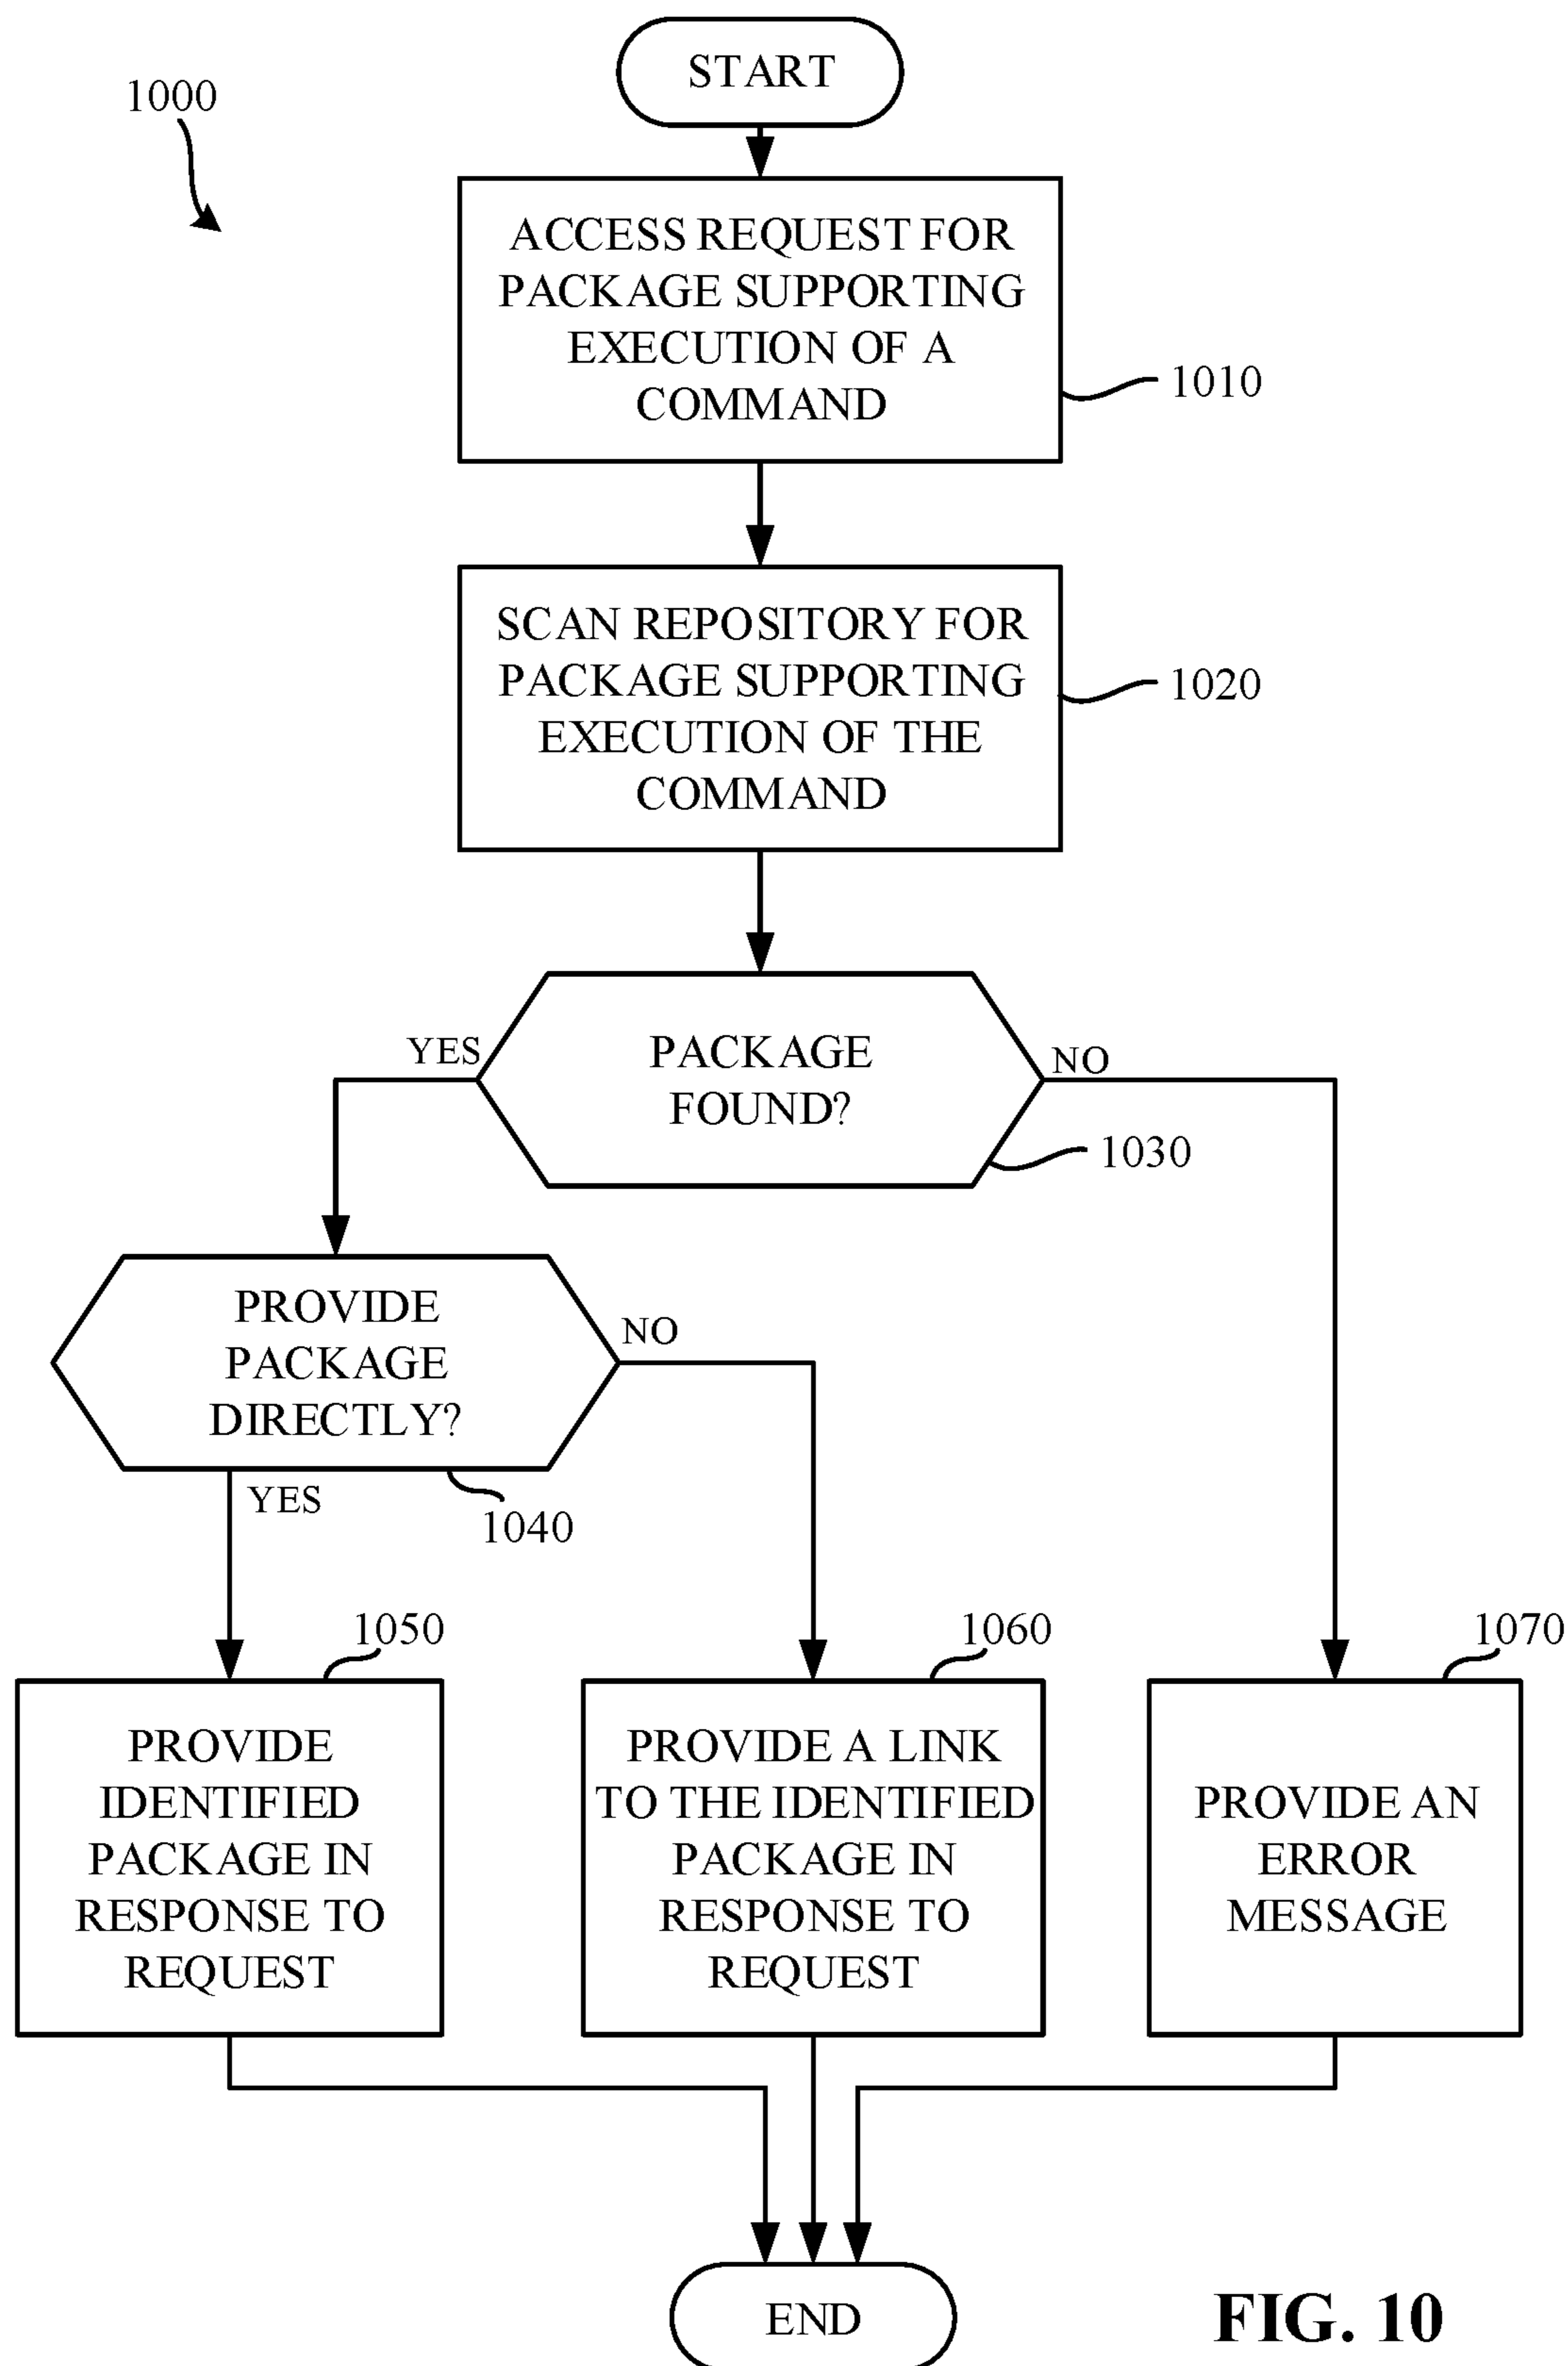 START
1000
ACCESS REQUEST FOR
PACKAGE SUPPORTING
EXECUTION OF A
COMMAND
1010
SCAN REPOSITORY FOR
PACKAGE SUPPORTING
EXECUTION OF THE
COMMAND
1020
PACKAGE
FOUND?
YES
NO
1030
PROVIDE
PACKAGE
DIRECTLY?
NO
YES
1040
1050
PROVIDE
IDENTIFIED
PACKAGE IN
RESPONSE TO
REQUEST
1060
PROVIDE A LINK
TO THE IDENTIFIED
PACKAGE IN
RESPONSE TO
REQUEST
1070
PROVIDE AN
ERROR
MESSAGE
END
FIG. 10